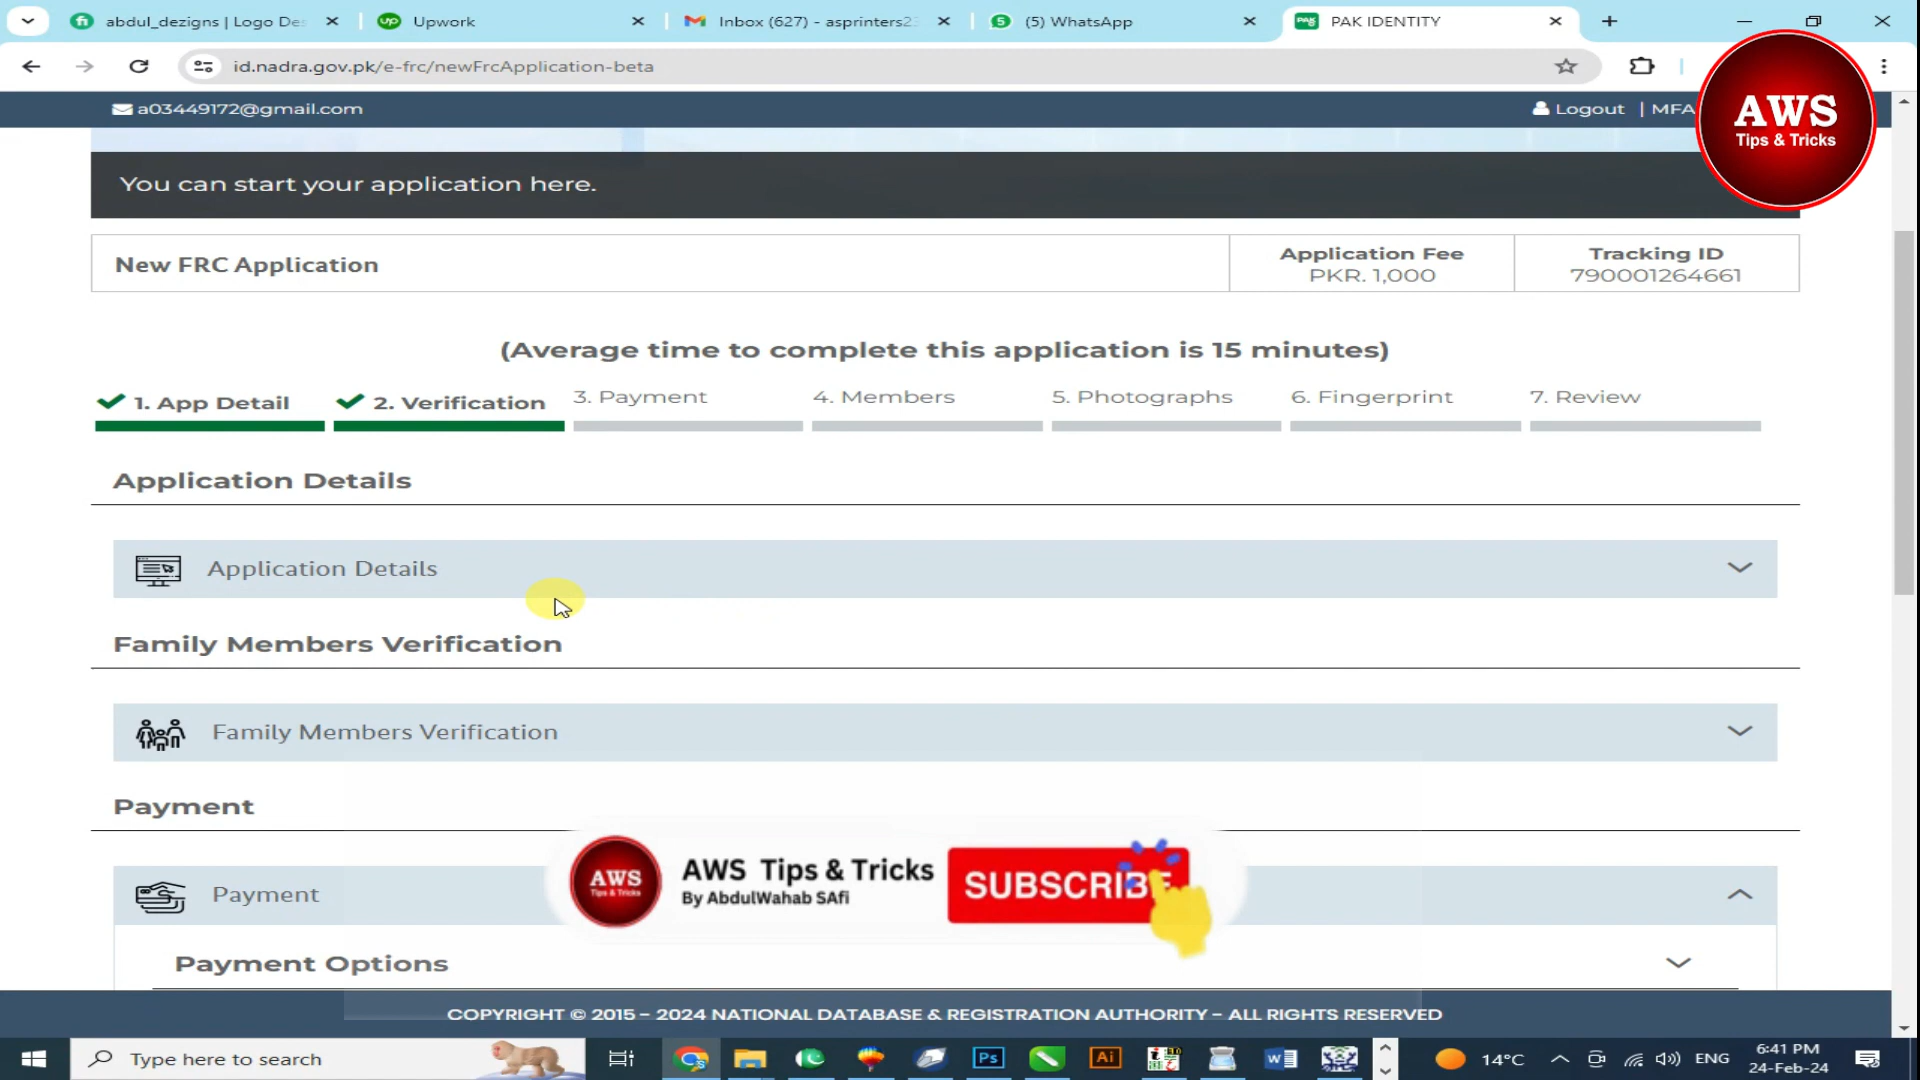 abdul_dezigns | Logo De
Upwork
Inbox (627) - asprinters23
(5) WhatsApp
PAK IDENTITY
id.nadra.gov.pk/e-frc/newFrcApplication-beta
a03449172@gmail.com
Logout | MFA
AWS
Tips & Tricks
You can start your application here.
New FRC Application
Application Fee
PKR. 1,000
Tracking ID
790001264661
(Average time to complete this application is 15 minutes)
1. App Detail
2. Verification
3. Payment
4. Members
5. Photographs
6. Fingerprint
7. Review
Application Details
Application Details
Family Members Verification
Family Members Verification
Payment
Payment
AWS
Tips & Tricks
AWS Tips & Tricks
By AbdulWahab SAfi
SUBSCRIBE
Payment Options
COPYRIGHT © 2015 – 2024 NATIONAL DATABASE & REGISTRATION AUTHORITY – ALL RIGHTS RESERVED
Type here to search
Ps
Ai
14°C
ENG
6:41 PM
24-Feb-24